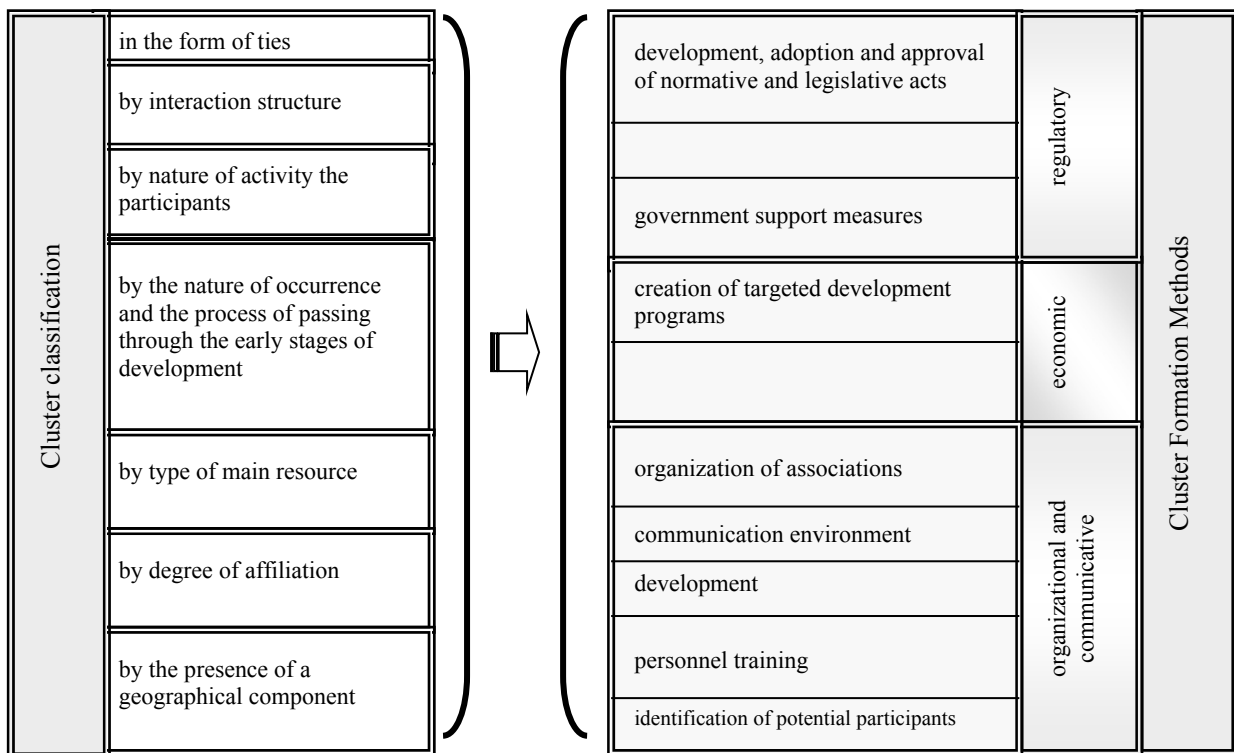 Cluster classification
in the form of ties
by interaction structure
by nature of activity the
participants
by the nature of occurrence
and the process of passing
through the early stages of
development
by type of main resource
by degree of affiliation
by the presence of a
geographical component
development, adoption and approval
of normative and legislative acts
government support measures
regulatory
creation of targeted development
programs
economic
organization of associations
communication environment
development
personnel training
identification of potential participants
organizational and
communicative
Cluster Formation Methods